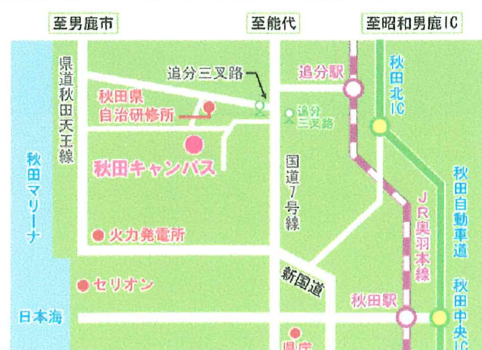 至男鹿市
至能代
至昭和男鹿IC
県道秋田天王線
追分三叉路
追分駅
秋田北IC
秋田県
自治研修所
追分
三叉路
秋田キャンパス
秋田マリーナ
国道7号線
秋田自動車道
JR奥羽本線
火力発電所
新国道
セリオン
秋田駅
秋田中央IC
日本海
県庁